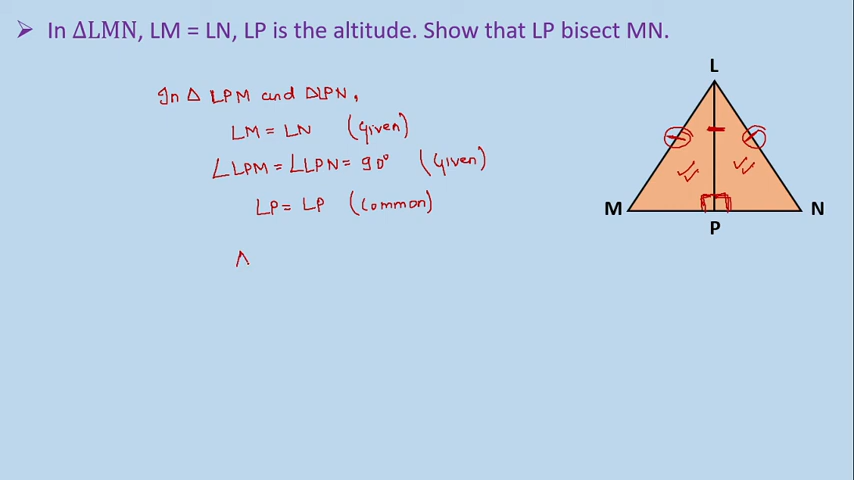 ➢ In ΔLMN, LM = LN, LP is the altitude. Show that LP bisect MN.
L
In Δ LPM and ΔLPN,
LM = LN (given)
∠LPM = ∠LPN = 90° (given)
LP = LP (common)
M
N
P